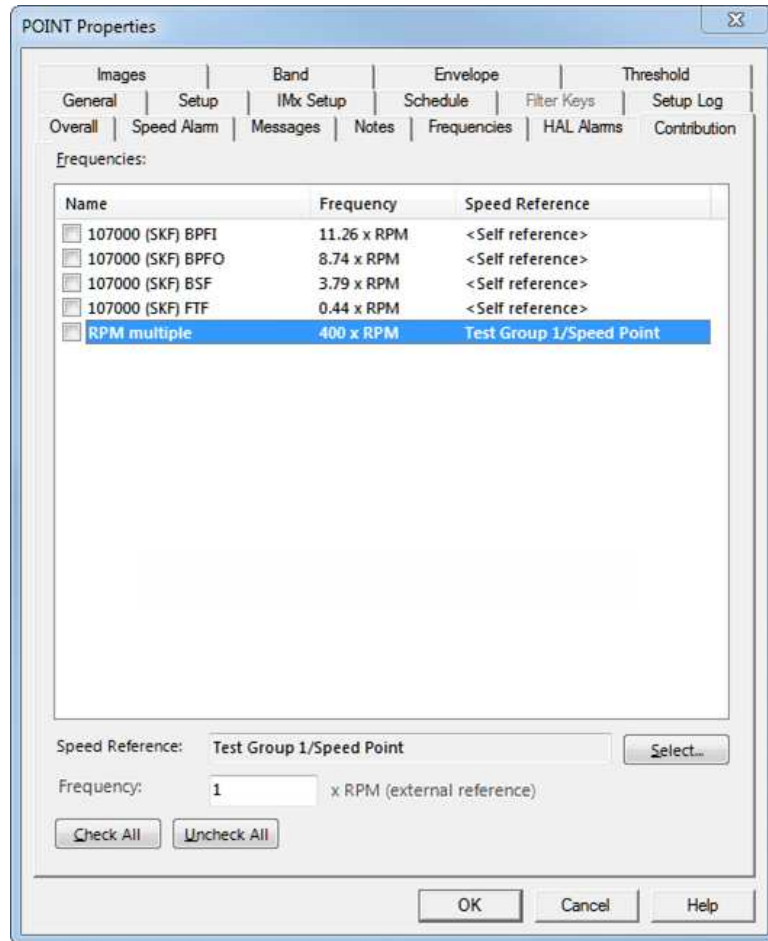 POINT Properties
Images Band Envelope Threshold
General Setup IMx Setup Schedule Filter Keys Setup Log
Overall Speed Alarm Messages Notes Frequencies HAL Alarms Contribution
Frequencies:
Name Frequency Speed Reference
107000 (SKF) BPFI 11.26 x RPM <Self reference>
107000 (SKF) BPFO 8.74 x RPM <Self reference>
107000 (SKF) BSF 3.79 x RPM <Self reference>
107000 (SKF) FTF 0.44 x RPM <Self reference>
RPM multiple 400 x RPM Test Group 1/Speed Point
Speed Reference: Test Group 1/Speed Point Select...
Frequency: 1 x RPM (external reference)
Check All Uncheck All
OK Cancel Help